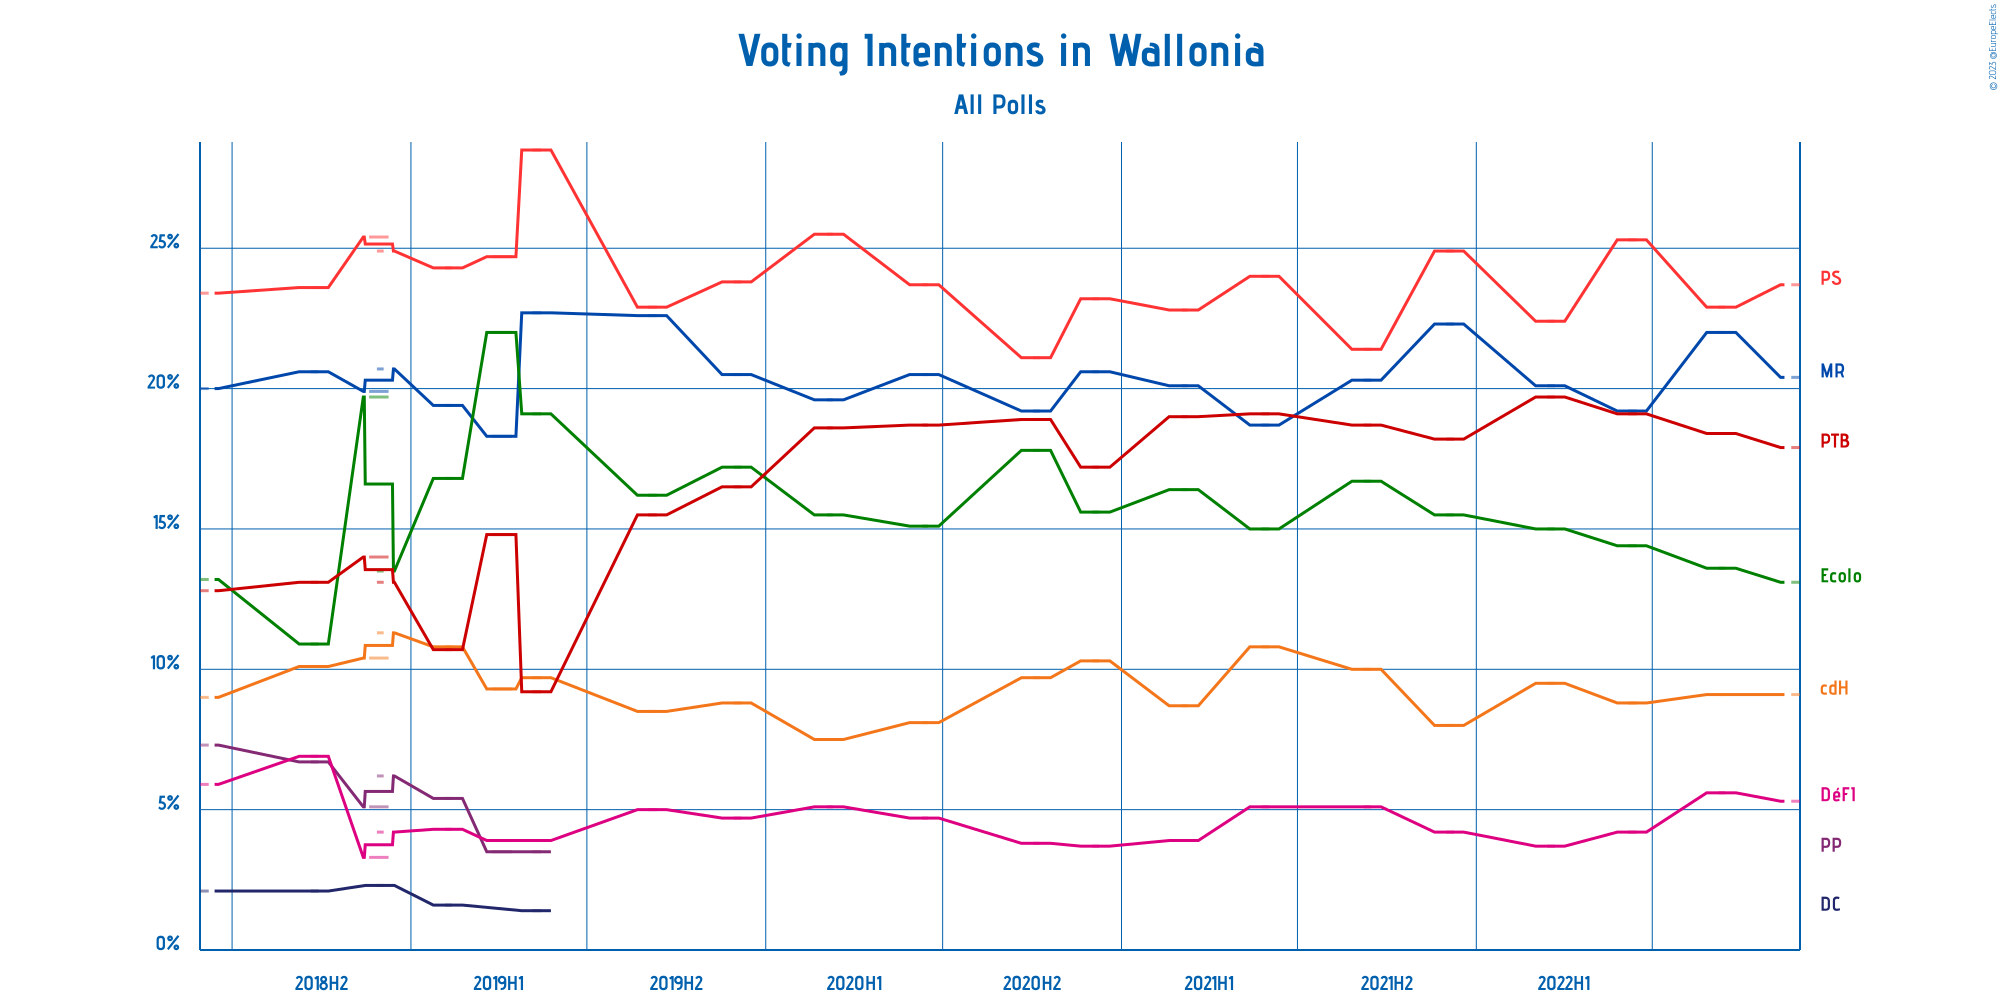 Voting Intentions in Wallonia
All Polls
© 2023 @EuropeElects
25%
20%
15%
10%
5%
0%
PS
MR
PTB
Ecolo
cdH
DéFI
PP
DC
2018H2
2019H1
2019H2
2020H1
2020H2
2021H1
2021H2
2022H1